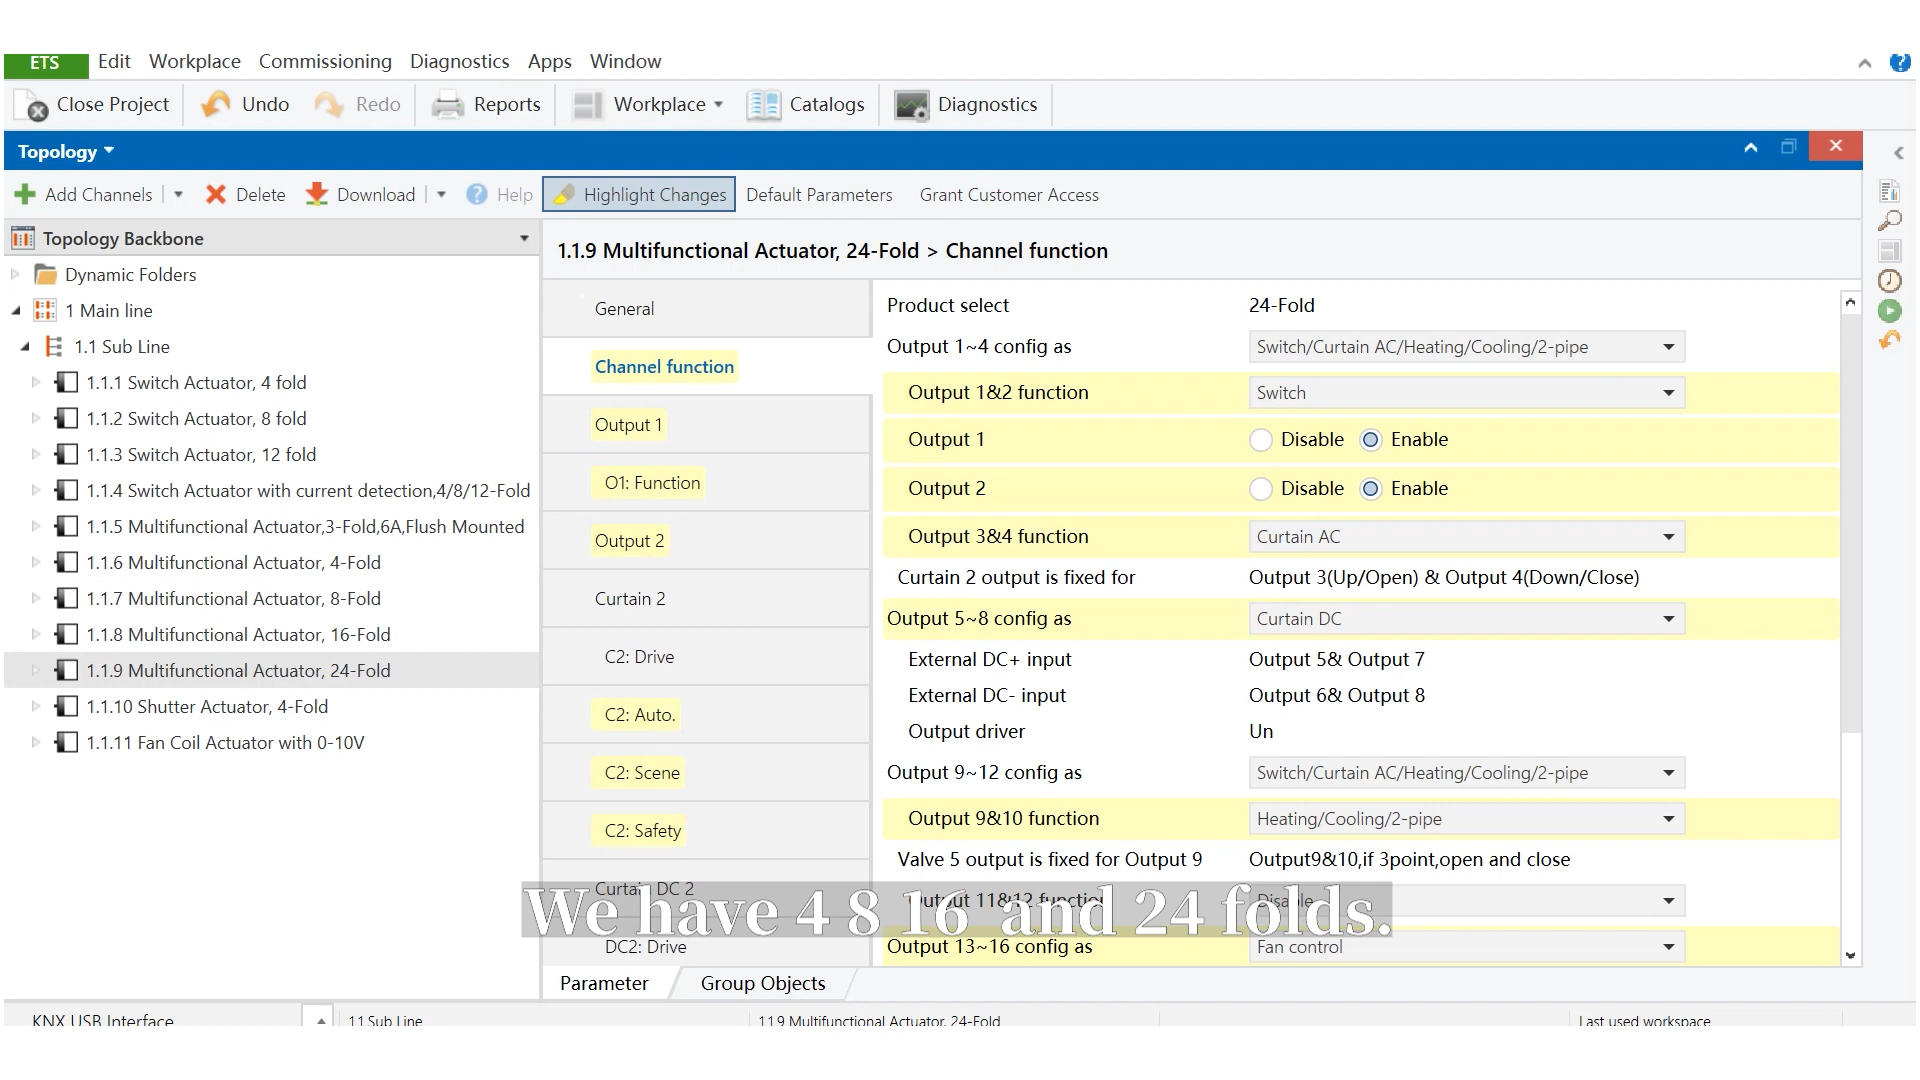 ETS Edit Workplace Commissioning Diagnostics Apps Window
Close Project Undo Redo Reports Workplace Catalogs Diagnostics
Topology
Add Channels Delete Download Help Highlight Changes Default Parameters Grant Customer Access
Topology Backbone
Dynamic Folders
1 Main line
1.1 Sub Line
1.1.1 Switch Actuator, 4 fold
1.1.2 Switch Actuator, 8 fold
1.1.3 Switch Actuator, 12 fold
1.1.4 Switch Actuator with current detection,4/8/12-Fold
1.1.5 Multifunctional Actuator,3-Fold,6A,Flush Mounted
1.1.6 Multifunctional Actuator, 4-Fold
1.1.7 Multifunctional Actuator, 8-Fold
1.1.8 Multifunctional Actuator, 16-Fold
1.1.9 Multifunctional Actuator, 24-Fold
1.1.10 Shutter Actuator, 4-Fold
1.1.11 Fan Coil Actuator with 0-10V
1.1.9 Multifunctional Actuator, 24-Fold > Channel function
General
Channel function
Output 1
O1: Function
Output 2
Curtain 2
C2: Drive
C2: Auto.
C2: Scene
C2: Safety
Curtain DC 2
DC2: Drive
Product select 24-Fold
Output 1~4 config as Switch/Curtain AC/Heating/Cooling/2-pipe
Output 1&2 function Switch
Output 1 Disable Enable
Output 2 Disable Enable
Output 3&4 function Curtain AC
Curtain 2 output is fixed for Output 3(Up/Open) & Output 4(Down/Close)
Output 5~8 config as Curtain DC
External DC+ input Output 5& Output 7
External DC- input Output 6& Output 8
Output driver Un
Output 9~12 config as Switch/Curtain AC/Heating/Cooling/2-pipe
Output 9&10 function Heating/Cooling/2-pipe
Valve 5 output is fixed for Output 9 Output9&10,if 3point,open and close
Output 11&12 function Disable
Output 13~16 config as Fan control
We have 4 8 16 and 24 folds.
Parameter Group Objects
KNX USB Interface 1.1 Sub Line 1.1.9 Multifunctional Actuator, 24-Fold Last used workspace